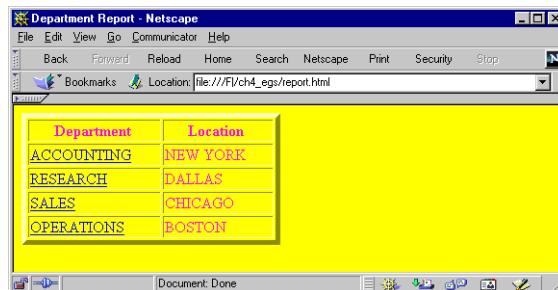 Department Report - Netscape
File Edit View Go Communicator Help
Back Forward Reload Home Search Netscape Print Security Stop
Bookmarks Location: file:///F|/ch4_egs/report.html
Department Location
ACCOUNTING NEW YORK
RESEARCH DALLAS
SALES CHICAGO
OPERATIONS BOSTON
Document: Done